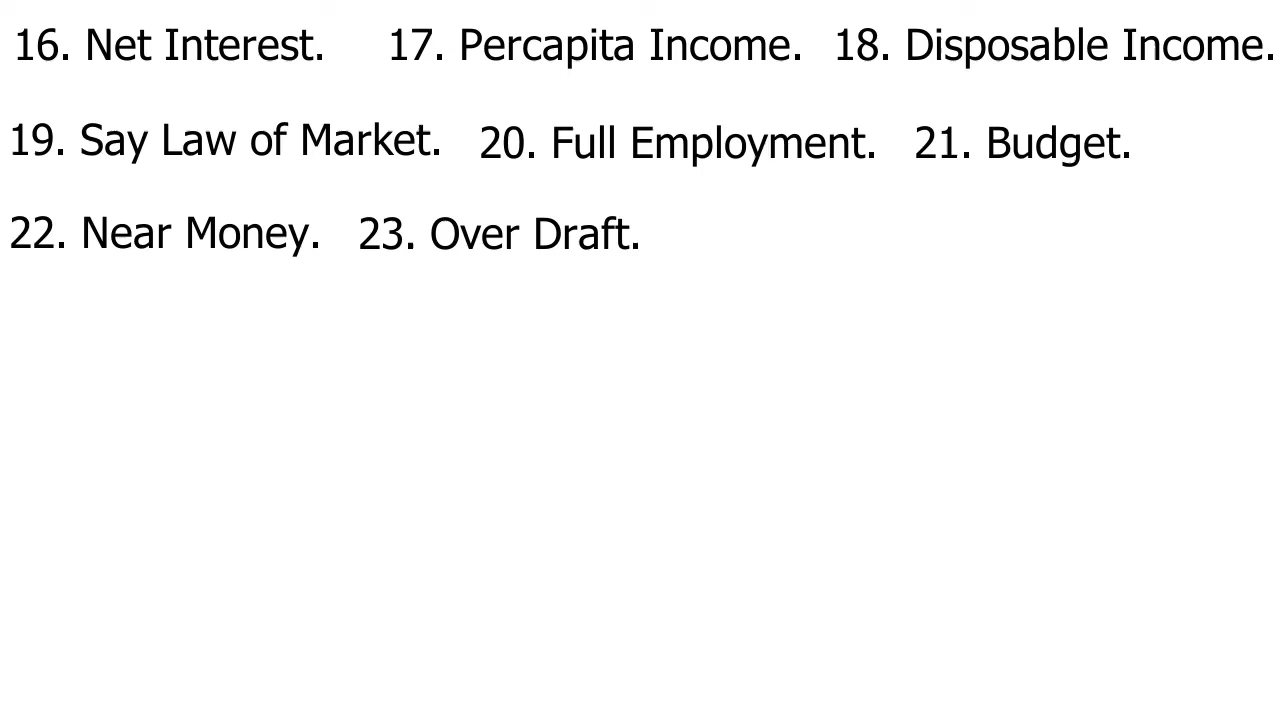 16. Net Interest. 17. Percapita Income. 18. Disposable Income.
19. Say Law of Market. 20. Full Employment. 21. Budget.
22. Near Money. 23. Over Draft.